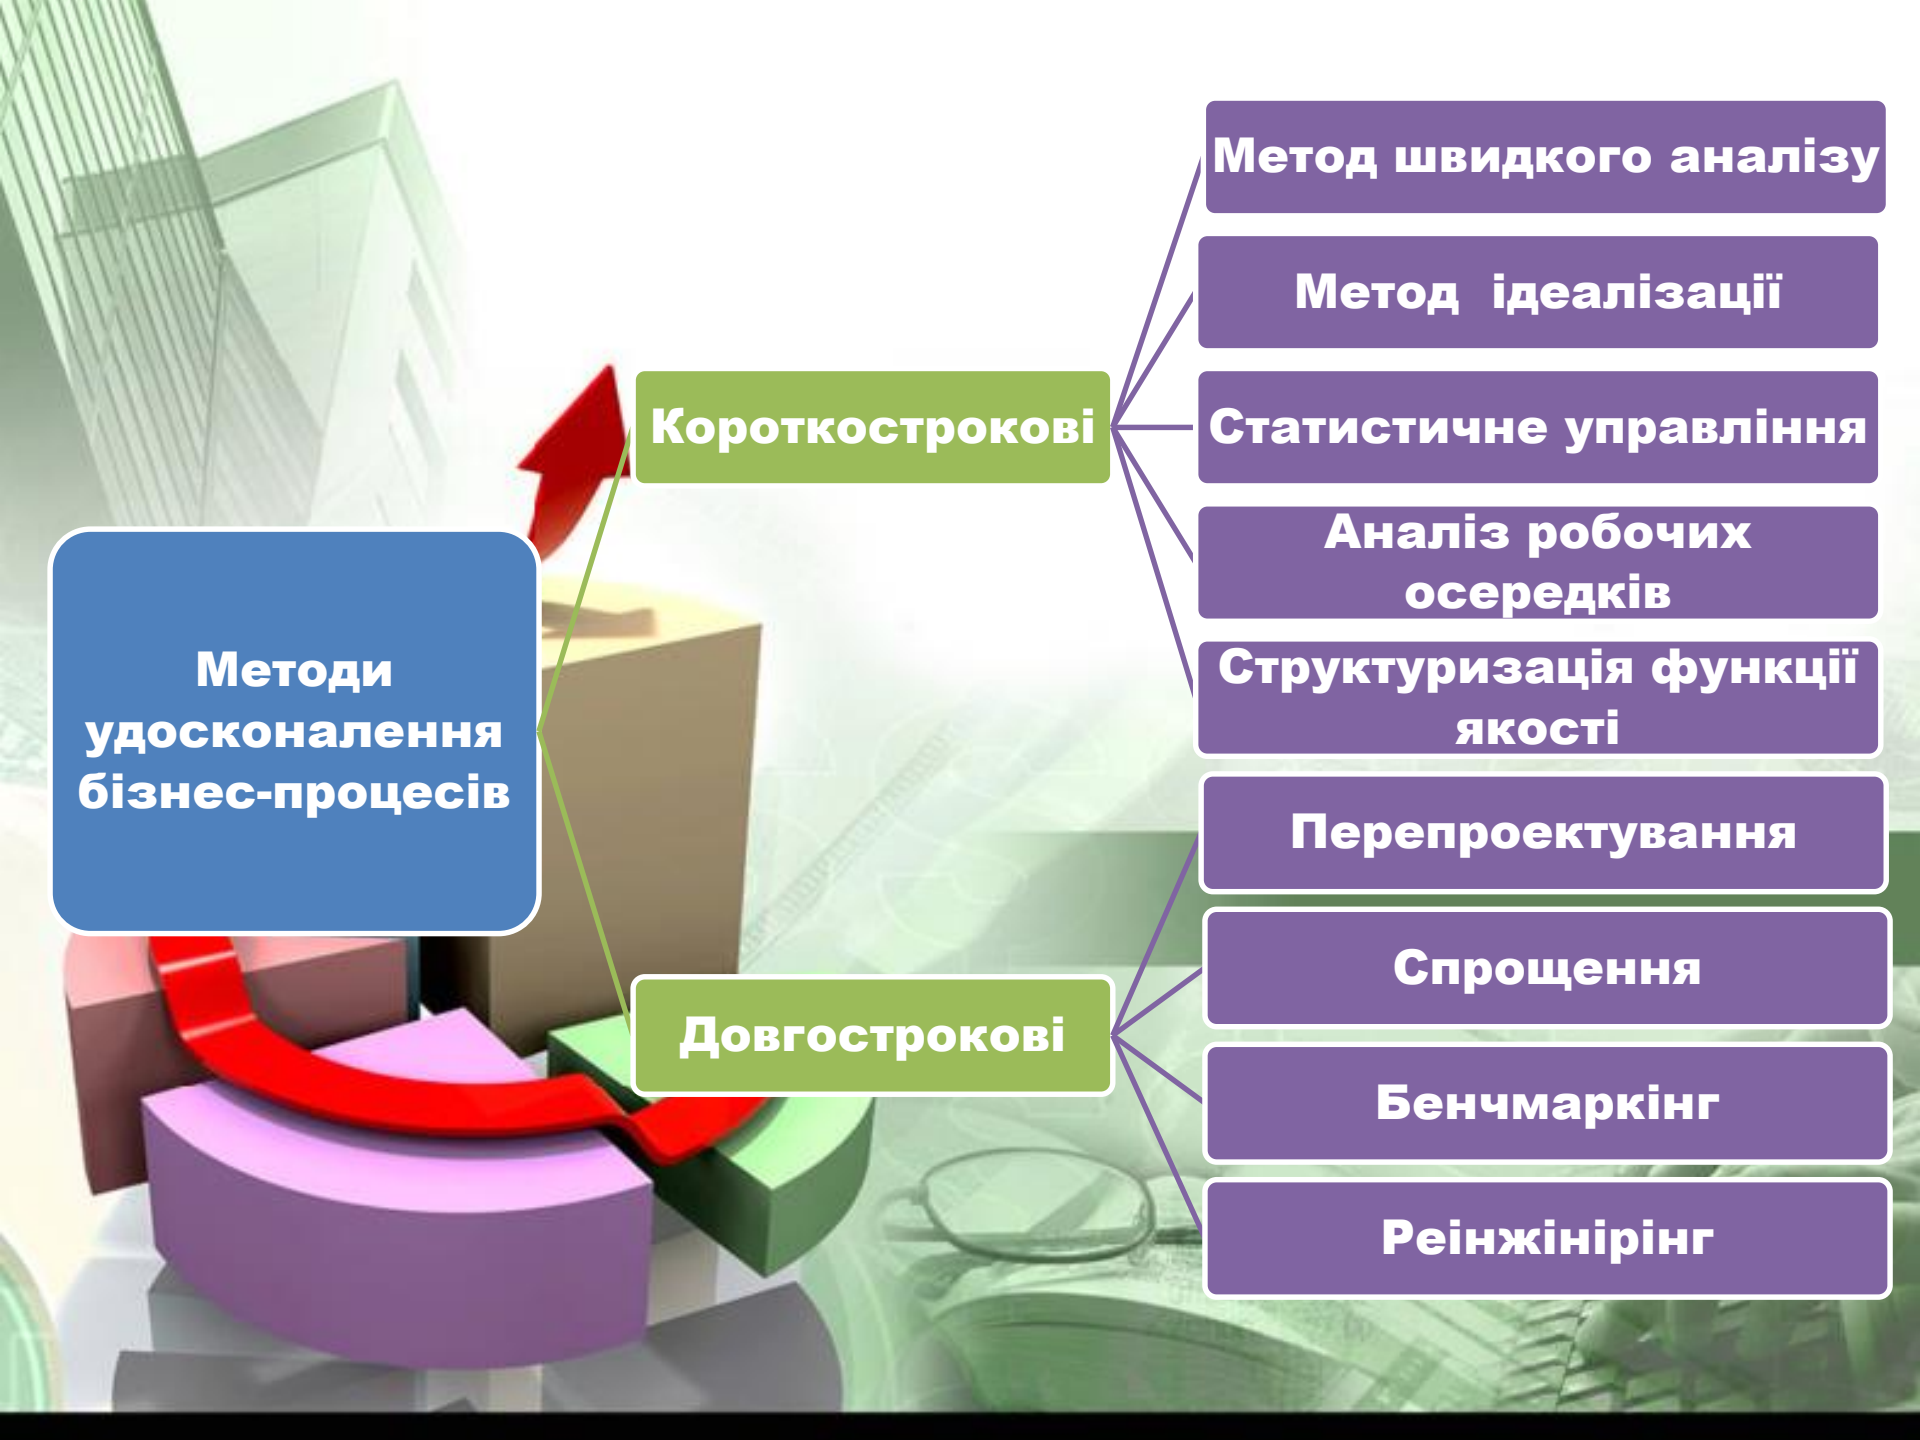 Методи
удосконалення
бізнес-процесів
Короткострокові
Метод швидкого аналізу
Метод  ідеалізації
Статистичне управління
Аналіз робочих
осередків
Структуризація функції
якості
Довгострокові
Перепроектування
Спрощення
Бенчмаркінг
Реінжінірінг